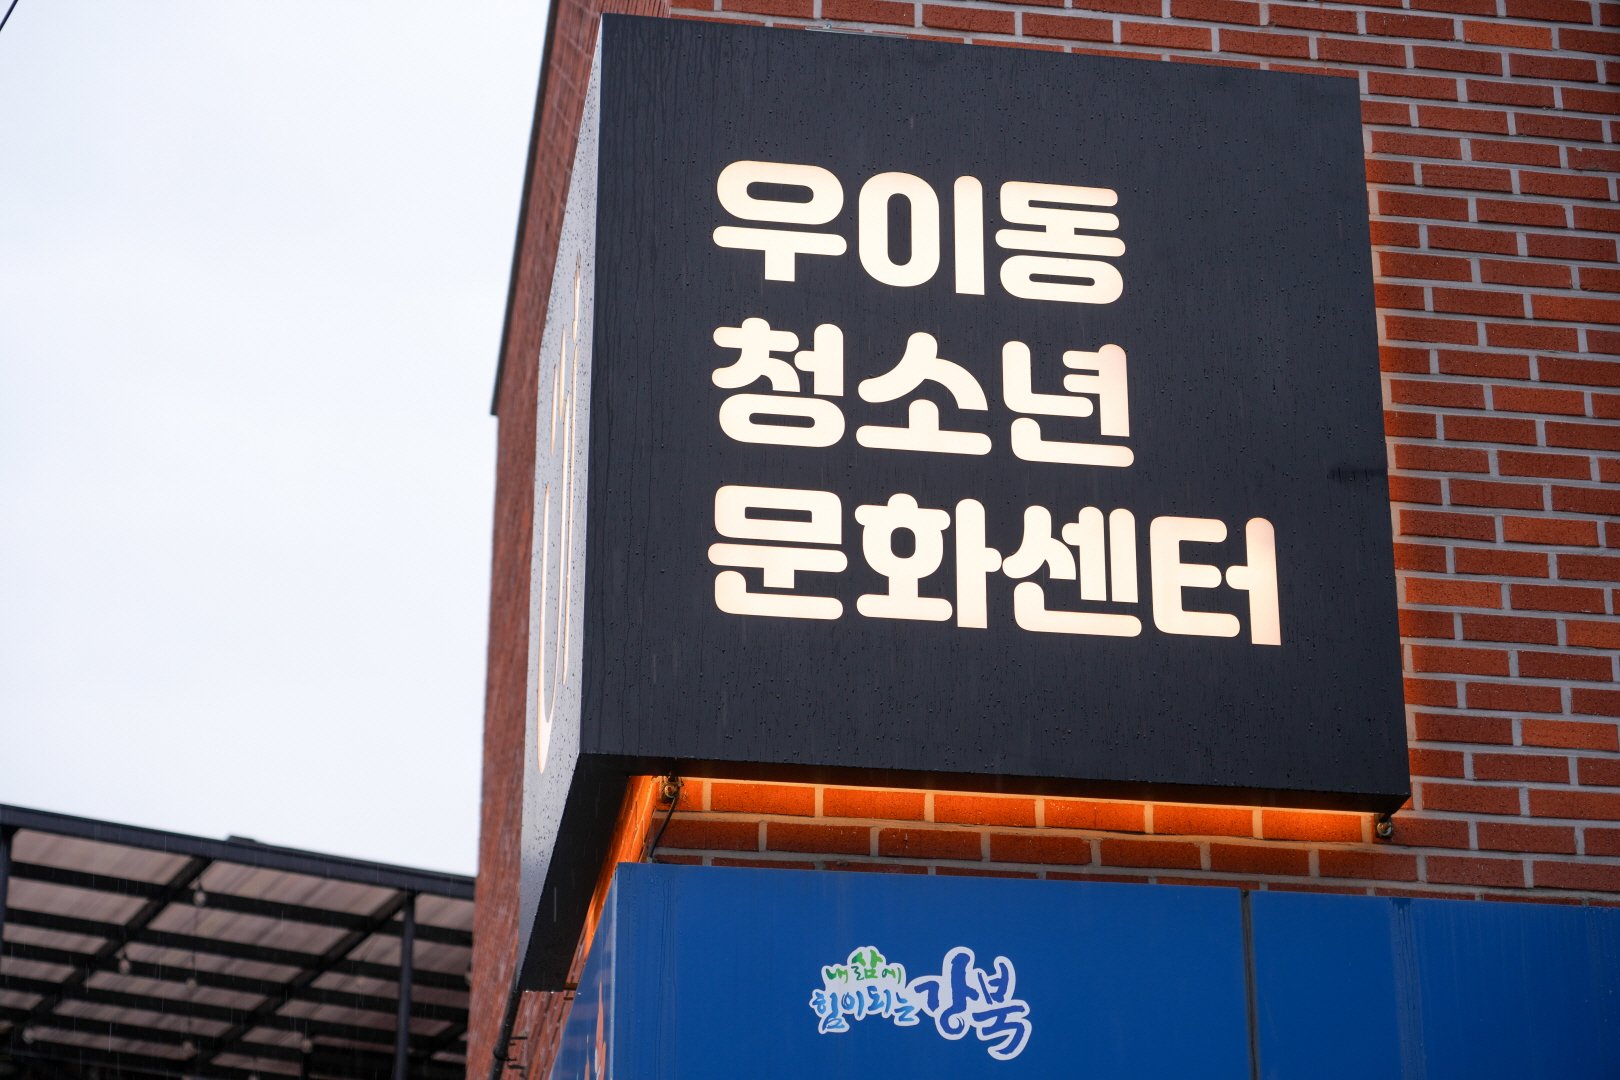 우이동
청소년
문화센터
내 삶에
힘이되는 강북